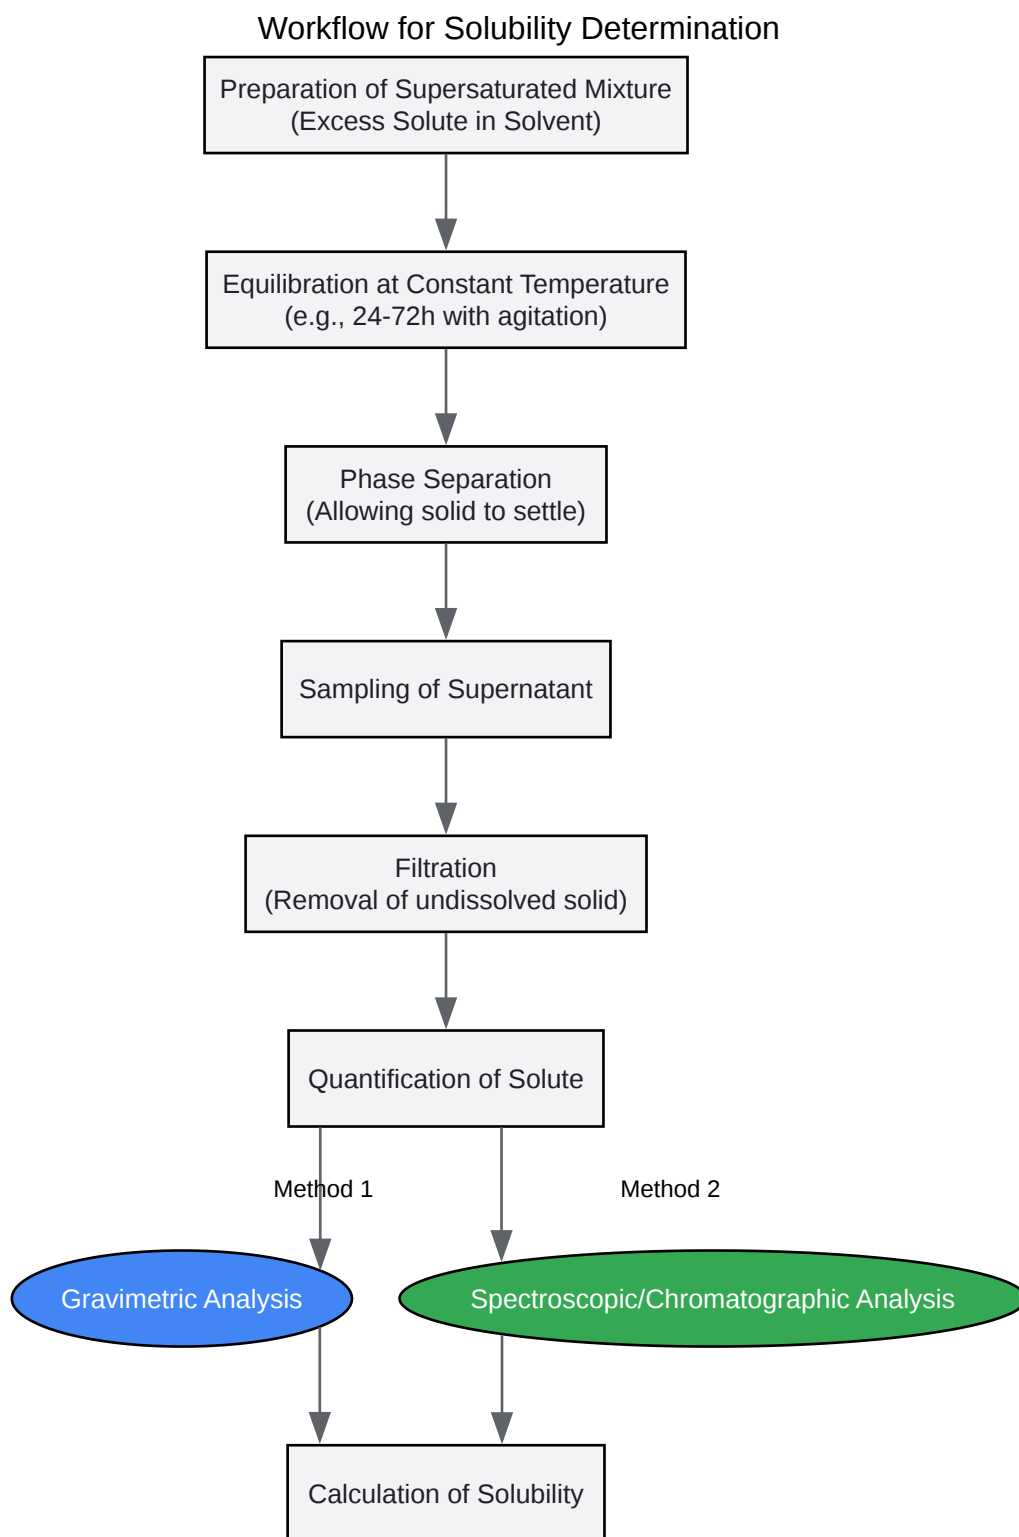 Workflow for Solubility Determination
Preparation of Supersaturated Mixture
(Excess Solute in Solvent)
Equilibration at Constant Temperature
(e.g., 24-72h with agitation)
Phase Separation
(Allowing solid to settle)
Sampling of Supernatant
Filtration
(Removal of undissolved solid)
Quantification of Solute
Method 1
Method 2
Gravimetric Analysis
Spectroscopic/Chromatographic Analysis
Calculation of Solubility